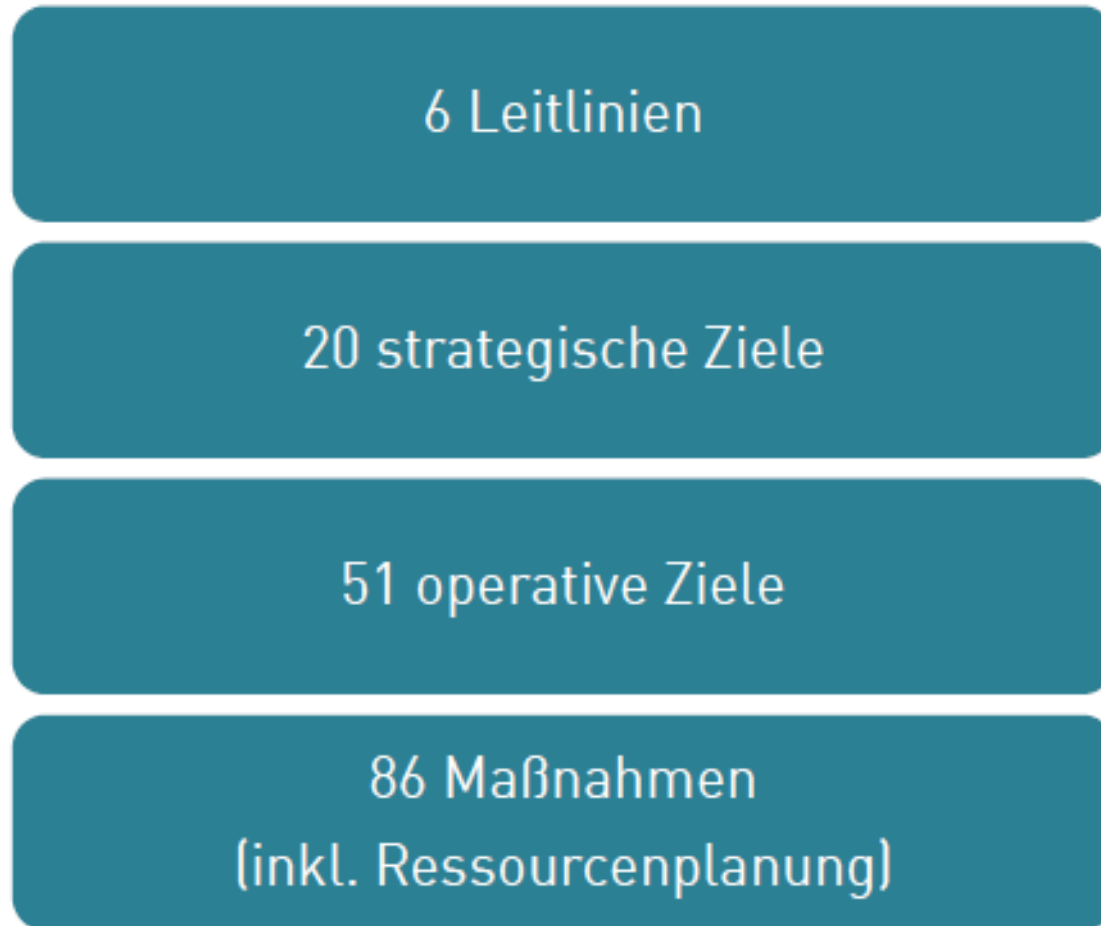 6 Leitlinien
20 strategische Ziele
51 operative Ziele
86 Maßnahmen
(inkl. Ressourcenplanung)